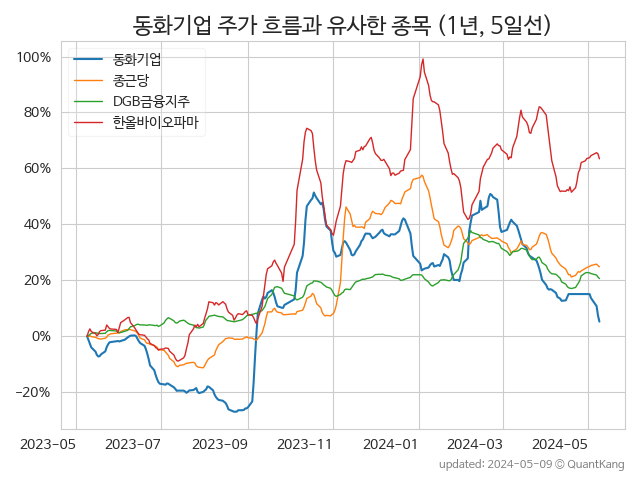 동화기업 주가 흐름과 유사한 종목 (1년, 5일선)
100%
80%
60%
40%
20%
0%
−20%
동화기업
종근당
DGB금융지주
한올바이오파마
2023-05 2023-07 2023-09 2023-11 2024-01 2024-03 2024-05
updated: 2024-05-09 © QuantKang